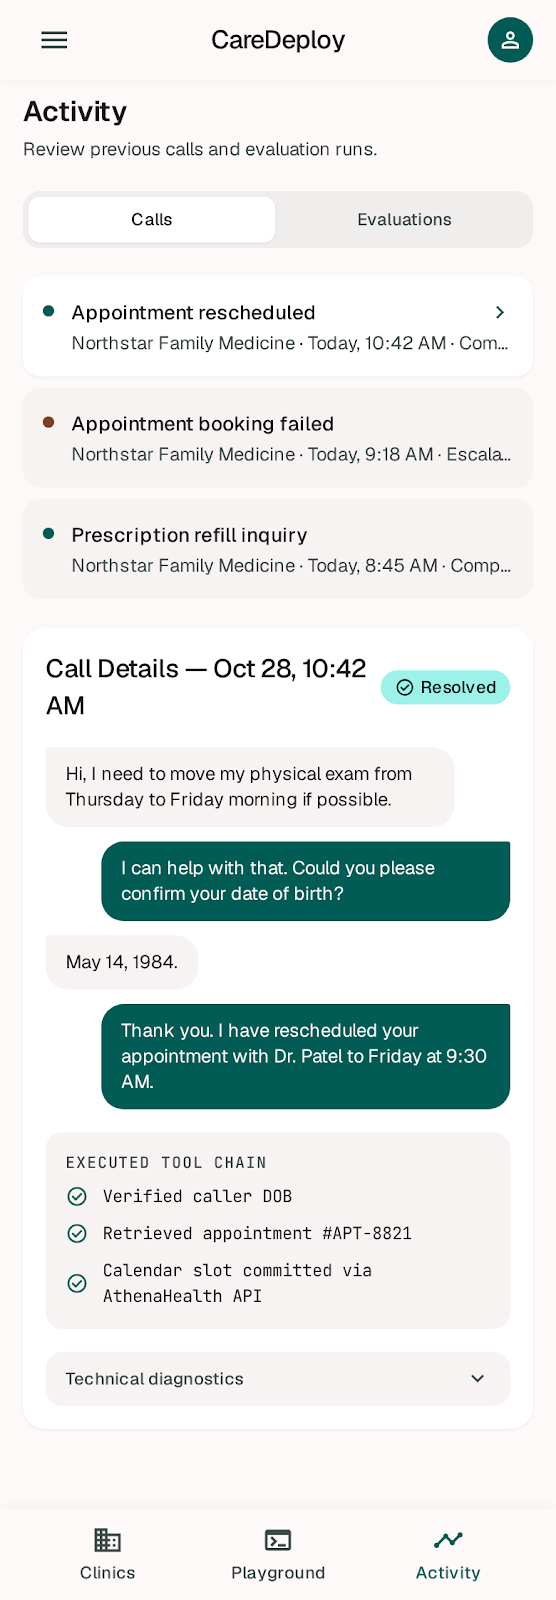 CareDeploy
Activity
Review previous calls and evaluation runs.
Calls
Evaluations
Appointment rescheduled
Northstar Family Medicine · Today, 10:42 AM · Com...
Appointment booking failed
Northstar Family Medicine · Today, 9:18 AM · Escala...
Prescription refill inquiry
Northstar Family Medicine · Today, 8:45 AM · Comp...
Call Details — Oct 28, 10:42
AM
Resolved
Hi, I need to move my physical exam from
Thursday to Friday morning if possible.
I can help with that. Could you please
confirm your date of birth?
May 14, 1984.
Thank you. I have rescheduled your
appointment with Dr. Patel to Friday at 9:30
AM.
EXECUTED TOOL CHAIN
Verified caller DOB
Retrieved appointment #APT-8821
Calendar slot committed via
AthenaHealth API
Technical diagnostics
Clinics
Playground
Activity